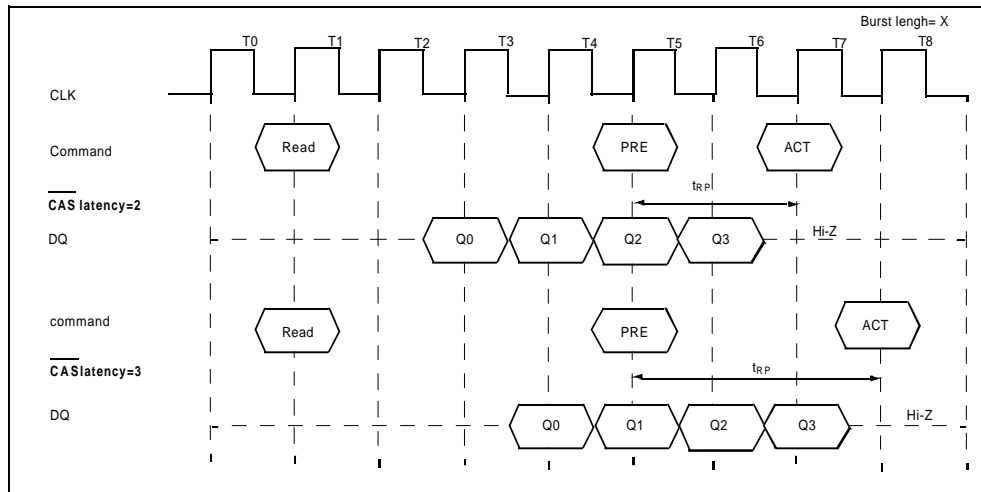 Burst lengh= X
T0 T1 T2 T3 T4 T5 T6 T7 T8
CLK
Command Read PRE ACT
tRP
CAS latency=2
DQ Q0 Q1 Q2 Q3 Hi-Z
command Read PRE ACT
CASlatency=3
tRP
DQ Q0 Q1 Q2 Q3 Hi-Z